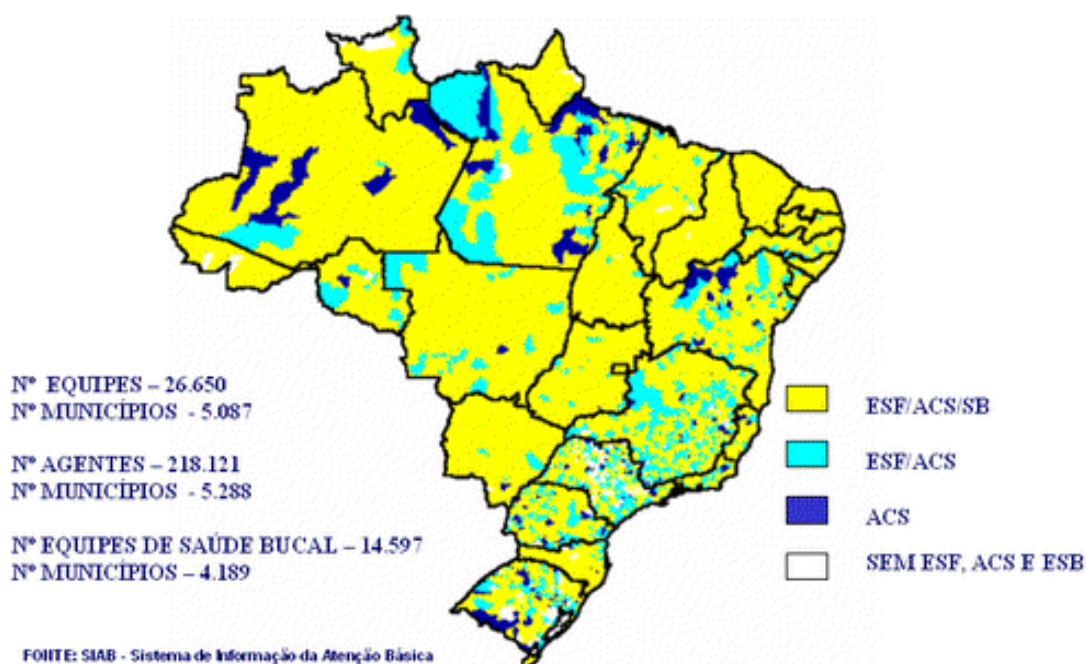 Nº EQUIPES – 26.650
Nº MUNICÍPIOS - 5.087
Nº AGENTES – 218.121
Nº MUNICÍPIOS - 5.288
Nº EQUIPES DE SAÚDE BUCAL – 14.597
Nº MUNICÍPIOS – 4.189
ESF/ACS/SB
ESF/ACS
ACS
SEM ESF, ACS E ESB
FONTE: SIAB - Sistema de Informação da Atenção Básica